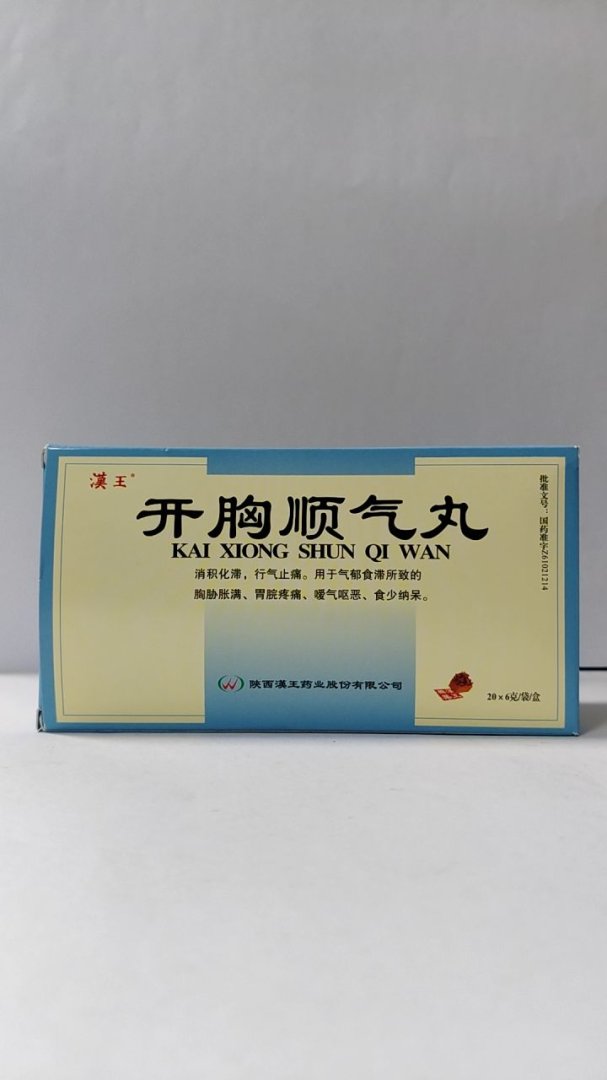 漢王®
开胸顺气丸
KAI XIONG SHUN QI WAN
消积化滞，行气止痛。用于气郁食滞所致的
胸胁胀满、胃脘疼痛、嗳气呕恶、食少纳呆。
陕西漢王药业股份有限公司
20×6克/袋/盒
批准文号：国药准字Z61021214